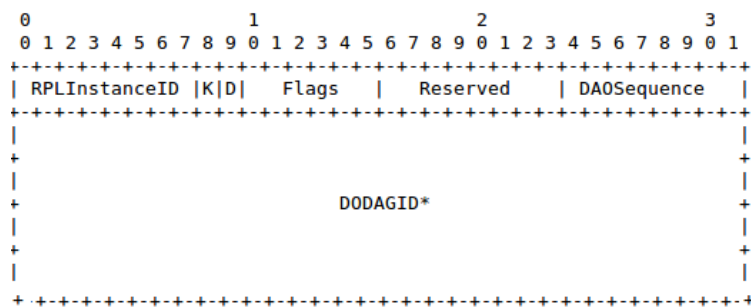 0                   1                   2                   3
 0 1 2 3 4 5 6 7 8 9 0 1 2 3 4 5 6 7 8 9 0 1 2 3 4 5 6 7 8 9 0 1
+-+-+-+-+-+-+-+-+-+-+-+-+-+-+-+-+-+-+-+-+-+-+-+-+-+-+-+-+-+-+-+-+
| RPLInstanceID |K|D|   Flags   |   Reserved    | DAOSequence   |
+-+-+-+-+-+-+-+-+-+-+-+-+-+-+-+-+-+-+-+-+-+-+-+-+-+-+-+-+-+-+-+-+
|                                                               |
+                                                               +
|                                                               |
+                            DODAGID*                           +
|                                                               |
+                                                               +
|                                                               |
+-+-+-+-+-+-+-+-+-+-+-+-+-+-+-+-+-+-+-+-+-+-+-+-+-+-+-+-+-+-+-+-+